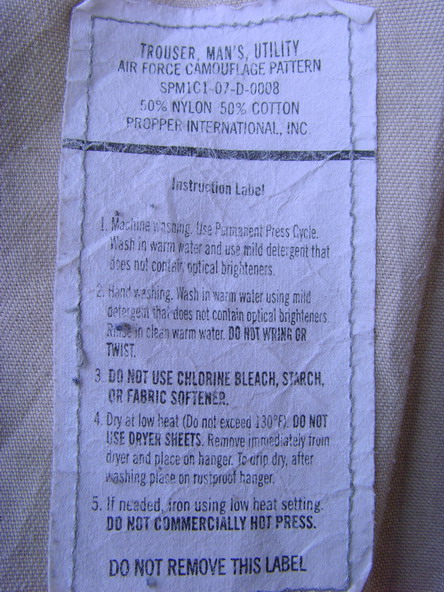 TROUSER, MAN'S, UTILITY
AIR FORCE CAMOUFLAGE PATTERN
SPM1C1-07-D-0008
50% NYLON 50% COTTON
PROPPER INTERNATIONAL, INC
Instruction Label
1. Machine washing. Use Permanent Press Cycle.
Wash in warm water and use mild detergent that
does not contain optical brighteners.
2. Hand washing. Wash in warm water using mild
detergent that does not contain optical brighteners.
Rinse in clean warm water. DO NOT WRING OR
TWIST.
3. DO NOT USE CHLORINE BLEACH, STARCH,
OR FABRIC SOFTENER.
4. Dry at low heat (Do not exceed 130°F). DO NOT
USE DRYER SHEETS. Remove immediately from
dryer and place on hanger. To drip dry, after
washing place on rustproof hanger.
5. If needed, iron using low heat setting.
DO NOT COMMERCIALLY HOT PRESS.
DO NOT REMOVE THIS LABEL